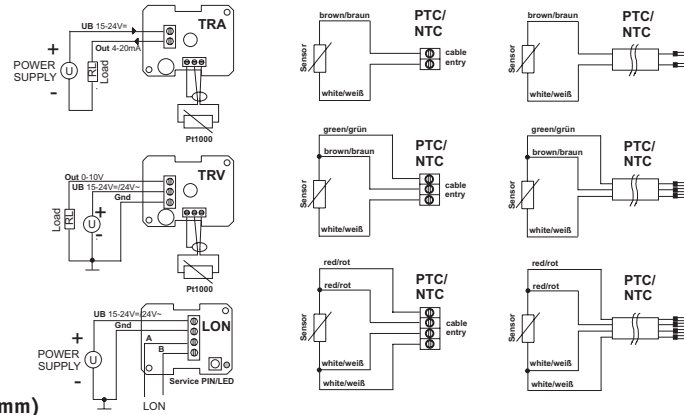 UB 15-24V=
TRA
Out 4-20mA
+
POWER
SUPPLY
-
U
RL
Load
Pt1000
brown/braun
PTC/
NTC
Sensor
cable
entry
white/weiß
brown/braun
PTC/
NTC
Sensor
white/weiß
Out 0-10V
TRV
UB 15-24V=/24V~
Gnd
Load
RL
+
U
-
Pt1000
green/grün
brown/braun
PTC/
NTC
Sensor
cable
entry
white/weiß
green/grün
brown/braun
PTC/
NTC
Sensor
white/weiß
UB 15-24V=/24V~
Gnd
LON
A
B
+
POWER
SUPPLY
-
U
Service PIN/LED
LON
red/rot
red/rot
PTC/
NTC
Sensor
cable
entry
white/weiß
white/weiß
red/rot
red/rot
PTC/
NTC
Sensor
white/weiß
white/weiß
mm)